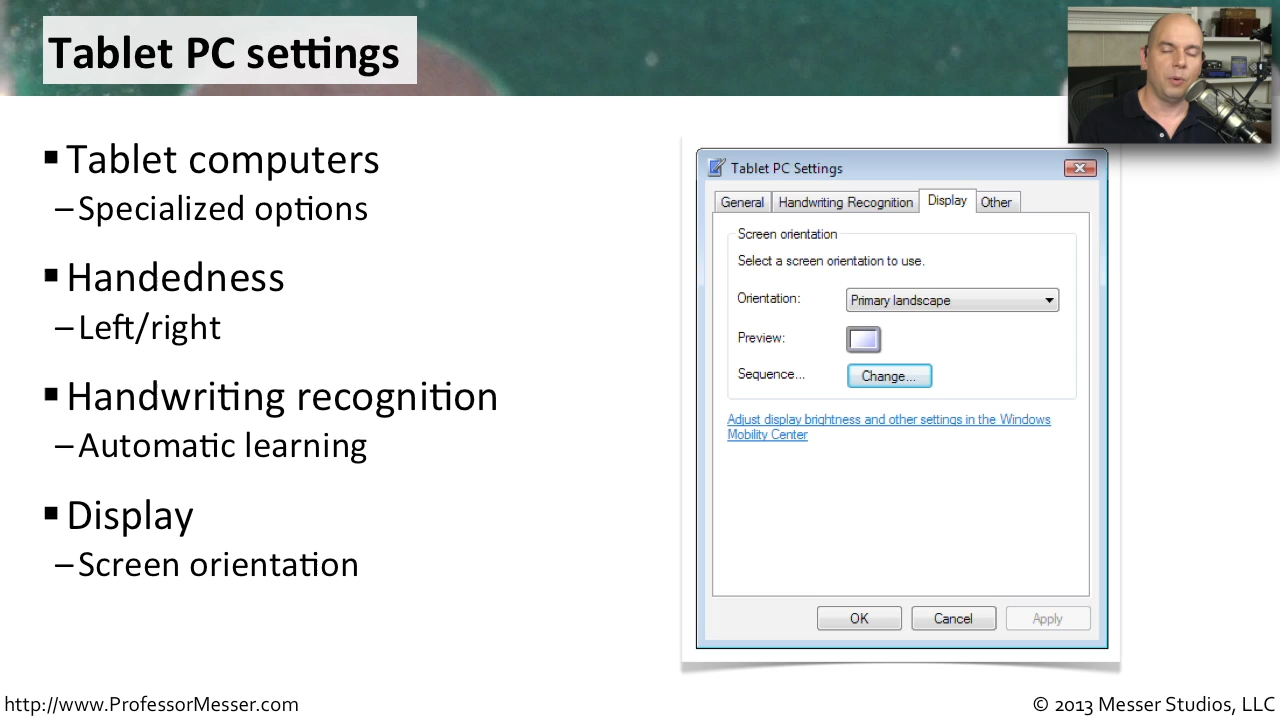 Tablet PC settings
▪ Tablet computers
– Specialized options
▪ Handedness
– Left/right
▪ Handwriting recognition
– Automatic learning
▪ Display
– Screen orientation
Tablet PC Settings
General Handwriting Recognition Display Other
Screen orientation
Select a screen orientation to use.
Orientation: Primary landscape
Preview:
Sequence... Change...
Adjust display brightness and other settings in the Windows
Mobility Center
OK Cancel Apply
http://www.ProfessorMesser.com
© 2013 Messer Studios, LLC